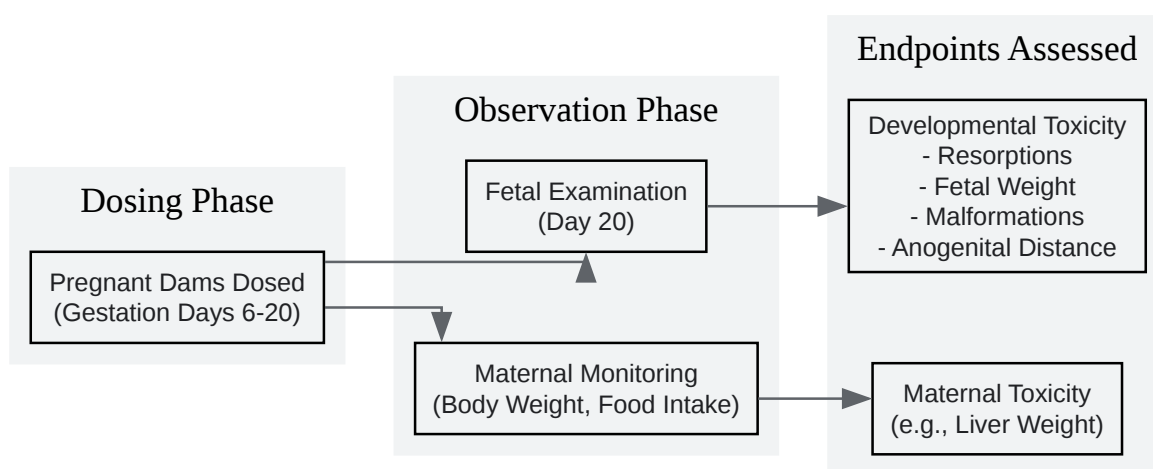 Dosing Phase
Pregnant Dams Dosed
(Gestation Days 6-20)
Observation Phase
Fetal Examination
(Day 20)
Maternal Monitoring
(Body Weight, Food Intake)
Endpoints Assessed
Developmental Toxicity
- Resorptions
- Fetal Weight
- Malformations
- Anogenital Distance
Maternal Toxicity
(e.g., Liver Weight)